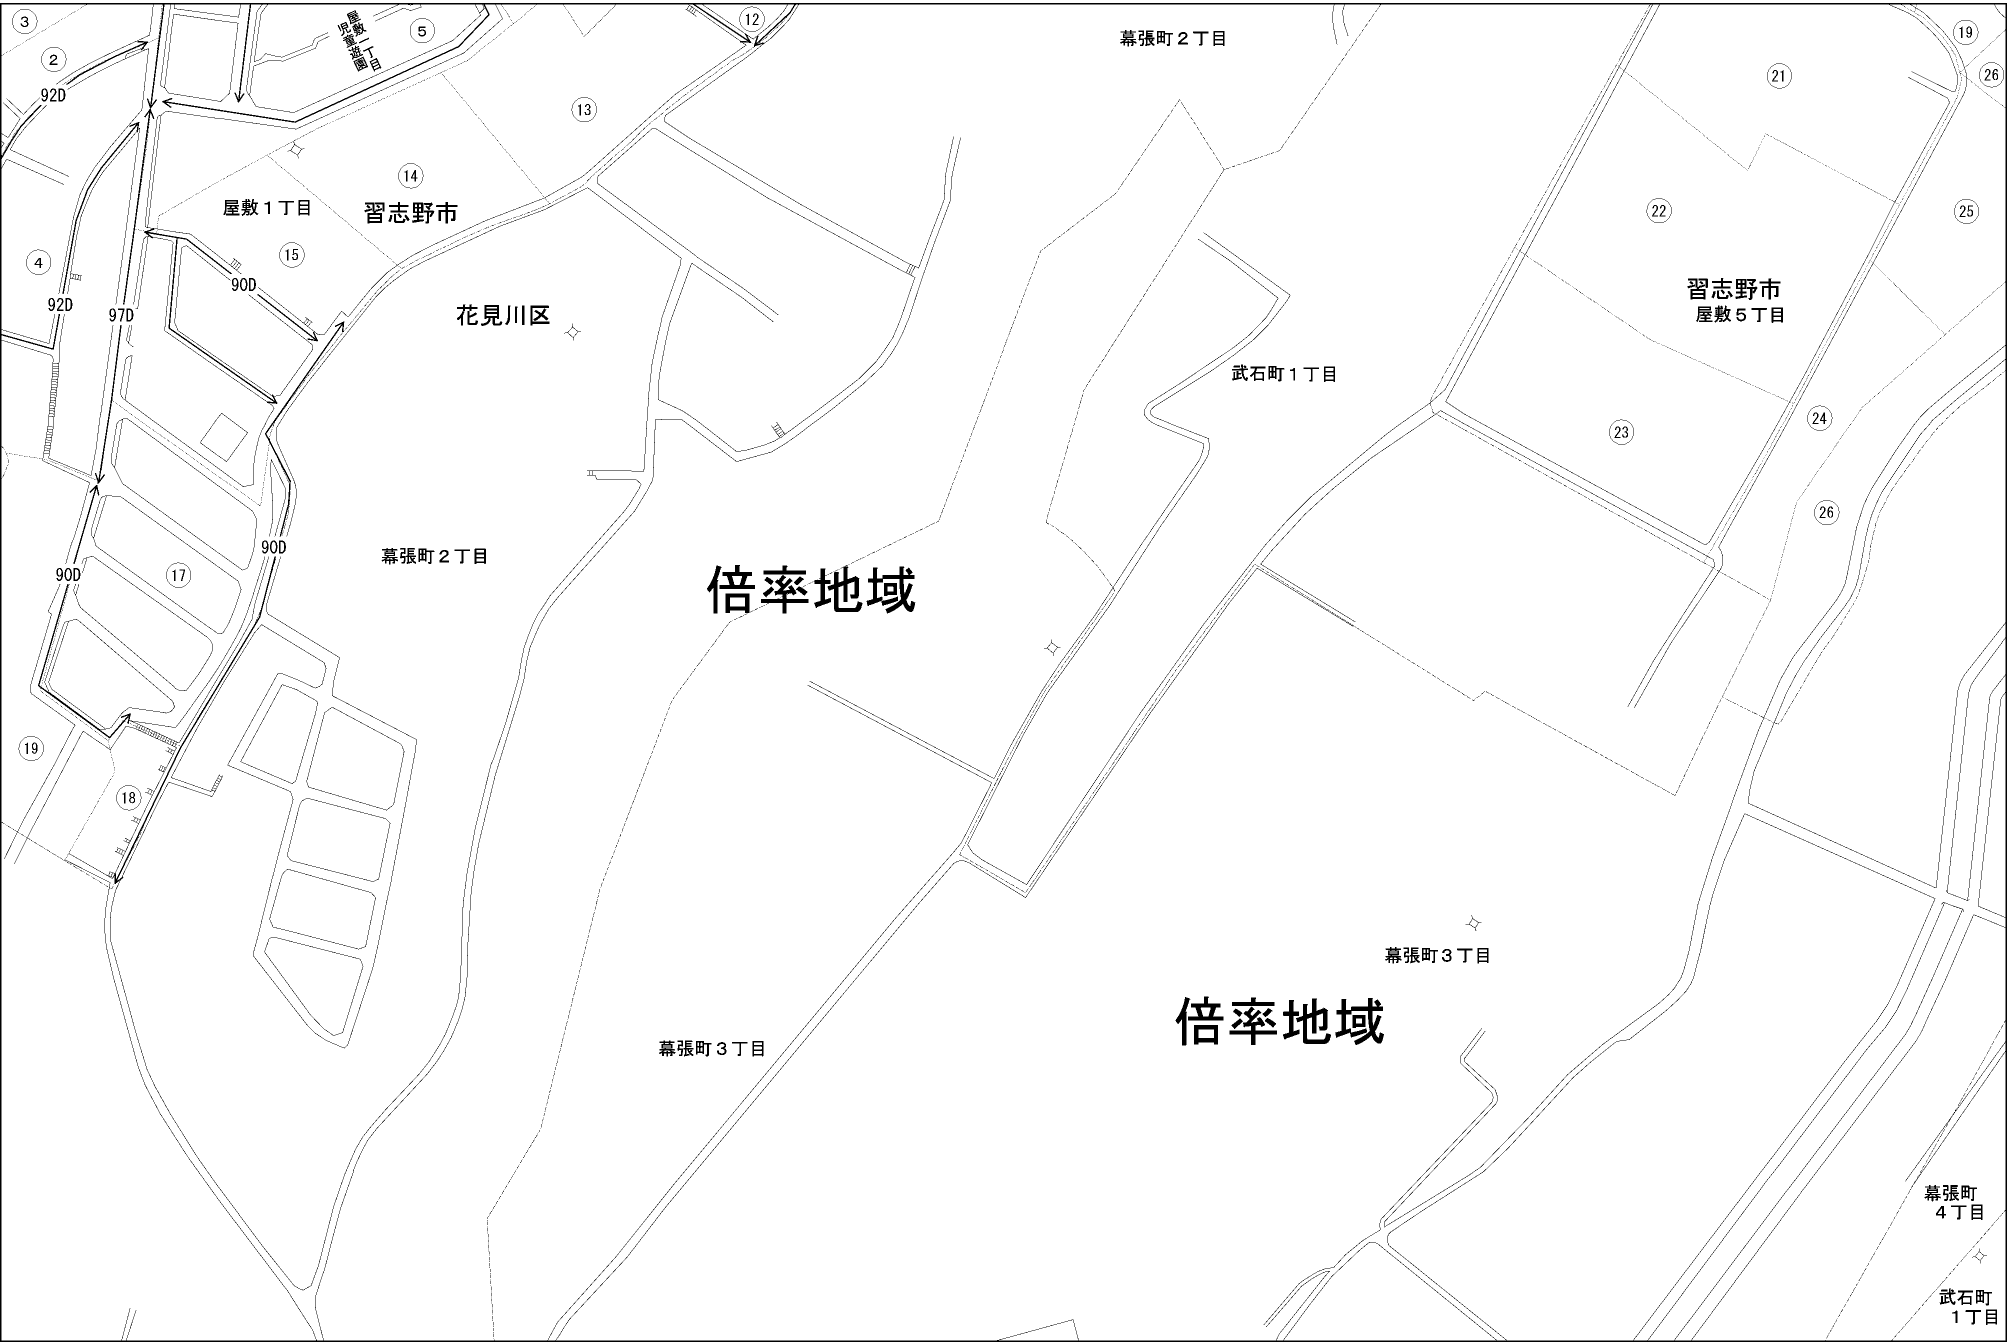 3
5
12
幕張町２丁目
19
2
屋敷一丁目
児童遊園
21
26
92D
13
14
屋敷１丁目
習志野市
22
25
15
4
90D
習志野市
屋敷５丁目
92D
97D
花見川区
武石町１丁目
24
23
26
90D
幕張町２丁目
90D
17
倍率地域
19
18
幕張町３丁目
倍率地域
幕張町３丁目
幕張町
４丁目
武石町
１丁目